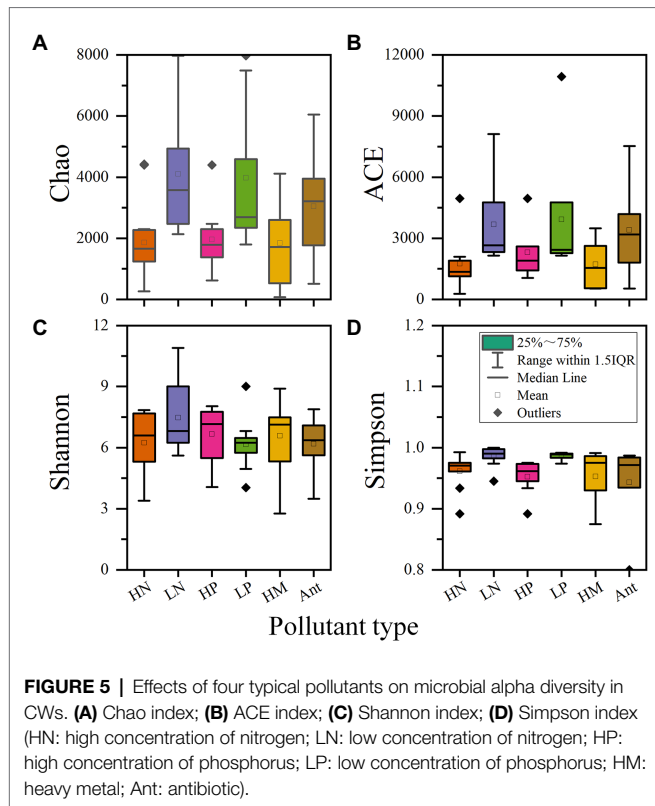 A
8000
6000
4000
2000
0
Chao
B
12000
9000
6000
3000
0
ACE
C
12
9
6
3
0
Shannon
HN LN HP LP HM Ant
D
1.2
1.1
1.0
0.9
0.8
Simpson
25%～75%
Range within 1.5IQR
Median Line
Mean
Outliers
HN LN HP LP HM Ant
Pollutant type
FIGURE 5 | Effects of four typical pollutants on microbial alpha diversity in
CWs. (A) Chao index; (B) ACE index; (C) Shannon index; (D) Simpson index
(HN: high concentration of nitrogen; LN: low concentration of nitrogen; HP:
high concentration of phosphorus; LP: low concentration of phosphorus; HM:
heavy metal; Ant: antibiotic).